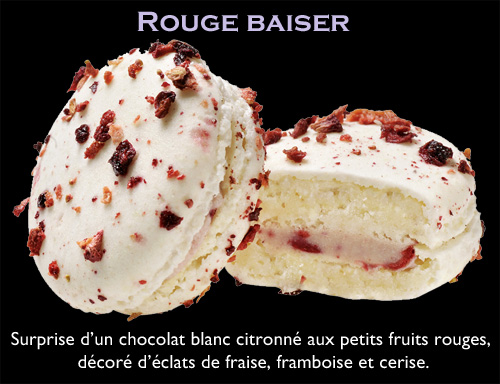 ROUGE BAISER
Surprise d'un chocolat blanc citronné aux petits fruits rouges,
décoré d'éclats de fraise, framboise et cerise.